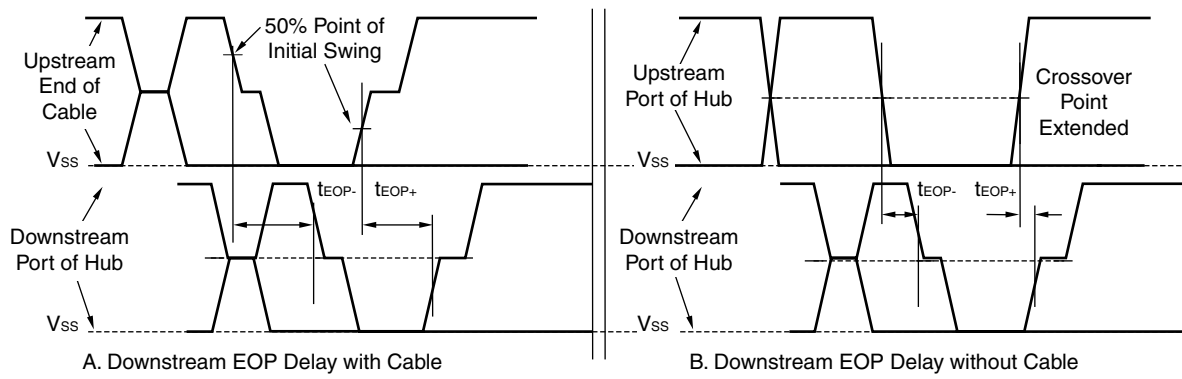 50% Point of
Initial Swing
Upstream
End of
Cable
VSS
tEOP-
tEOP+
Downstream
Port of Hub
VSS
A. Downstream EOP Delay with Cable
Upstream
Port of Hub
Crossover
Point
Extended
VSS
tEOP-
tEOP+
Downstream
Port of Hub
VSS
B. Downstream EOP Delay without Cable